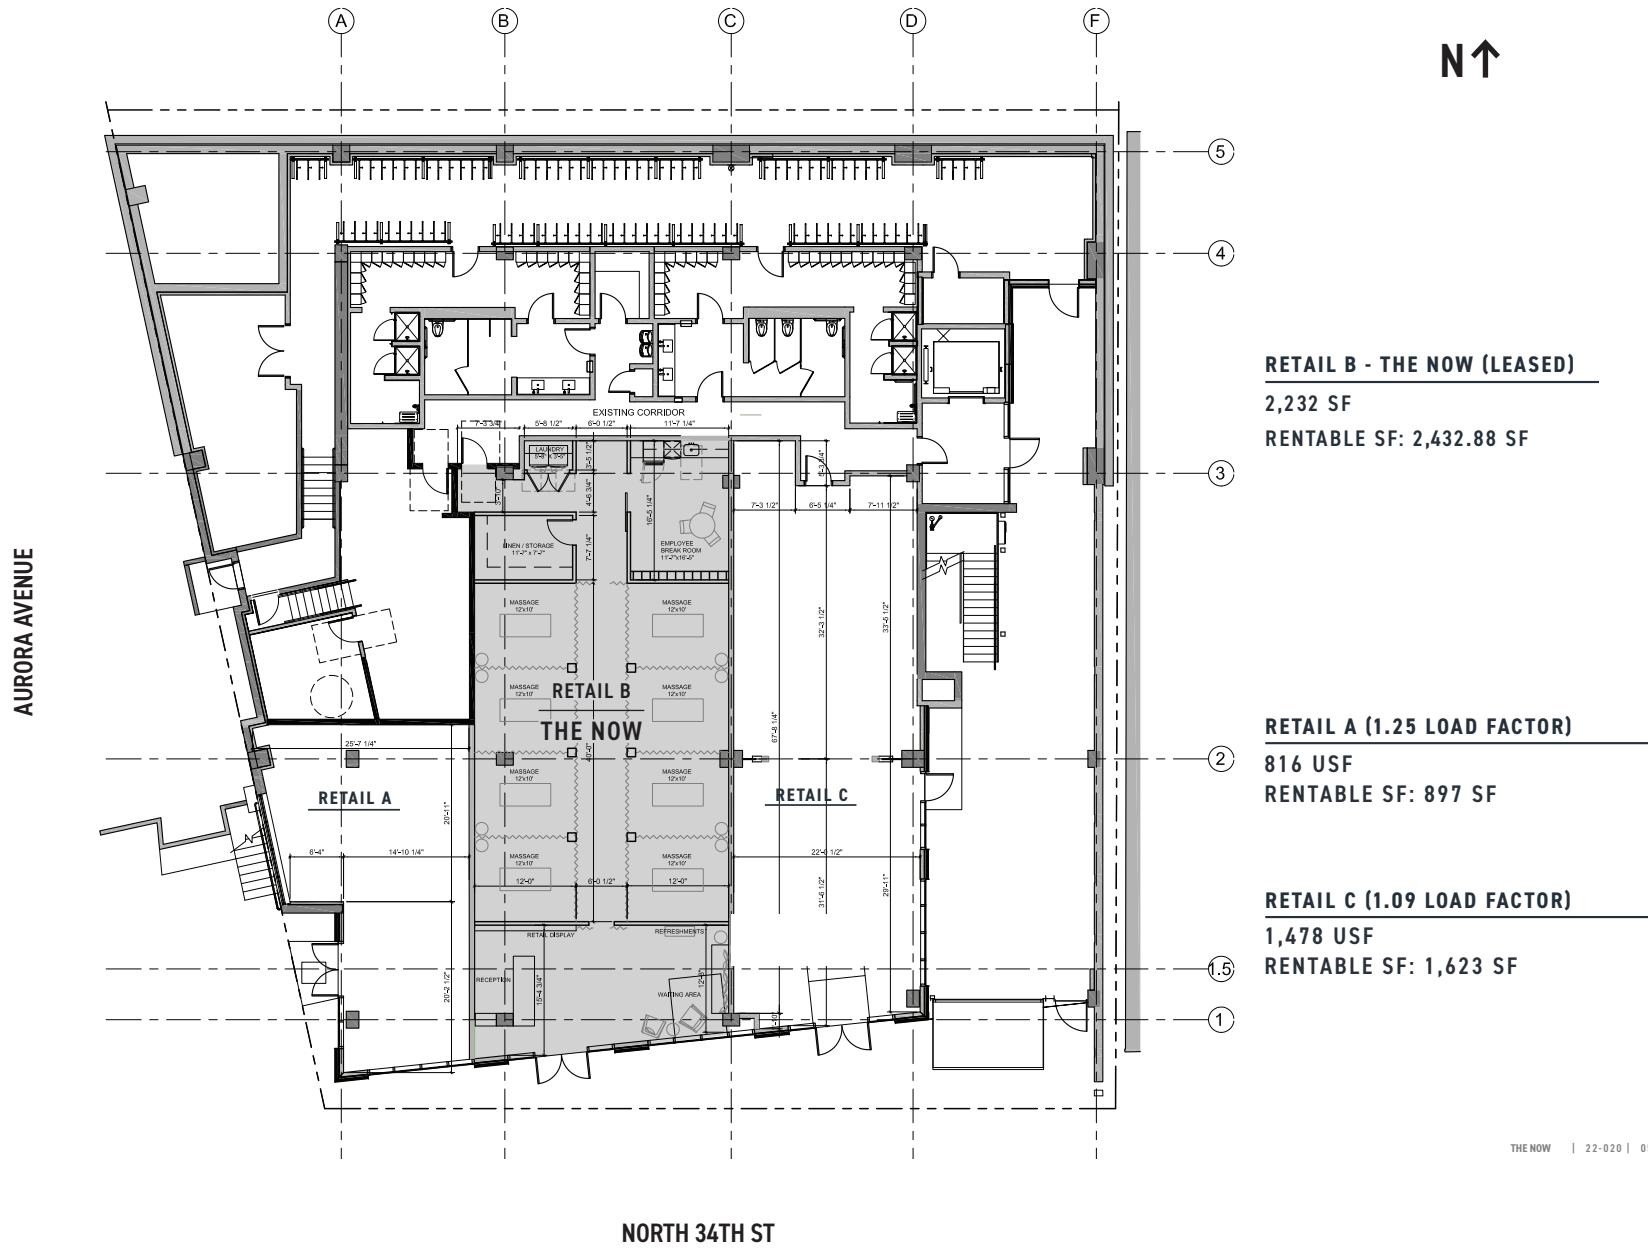 A B C D F
N
5
4
EXISTING CORRIDOR
7'-3 3/4" 5'-8 1/2" 6'-0 1/2" 11'-7 1/4"
LAUNDRY
3'-5 1/2"
3
4'-6 3/4"
16'-5 1/4"
7'-3 1/2" 6'-5 1/4" 7'-11 1/2"
LINEN / STORAGE
11'-7" x 7'-7"
7'-7 1/4"
EMPLOYEE
BREAK ROOM
11'-7"x16'-5"
MASSAGE
12'x10'
MASSAGE
12'x10'
32'-3 1/2"
33'-5 1/2"
MASSAGE
12'x10'
MASSAGE
12'x10'
RETAIL B
THE NOW
67'-8 1/4"
25'-7 1/4"
2
MASSAGE
12'x10'
MASSAGE
12'x10'
RETAIL A
RETAIL C
20'-11"
6'-4" 14'-10 1/4"
22'-0 1/2"
MASSAGE
12'x10'
MASSAGE
12'x10'
12'-0" 6'-0 1/2" 12'-0"
31'-6 1/2"
29'-11"
RETAIL DISPLAY
REFRESHMENTS
1.5
RECEPTION
20'-2 1/2"
15'-4 3/4"
WAITING AREA
1
AURORA AVENUE
NORTH 34TH ST
RETAIL B - THE NOW (LEASED)
2,232 SF
RENTABLE SF: 2,432.88 SF
RETAIL A (1.25 LOAD FACTOR)
816 USF
RENTABLE SF: 897 SF
RETAIL C (1.09 LOAD FACTOR)
1,478 USF
RENTABLE SF: 1,623 SF
THE NOW | 22-020 |